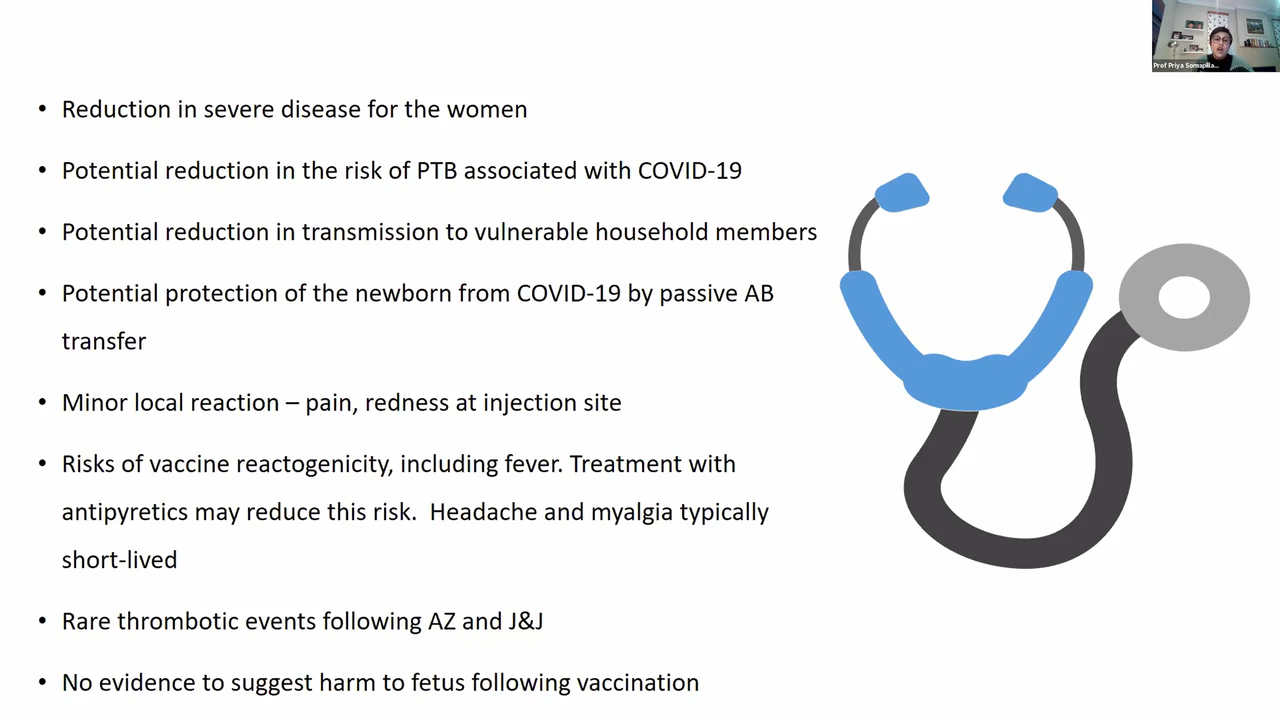 Prof Priya Somapilla...
• Reduction in severe disease for the women
• Potential reduction in the risk of PTB associated with COVID-19
• Potential reduction in transmission to vulnerable household members
• Potential protection of the newborn from COVID-19 by passive AB
transfer
• Minor local reaction – pain, redness at injection site
• Risks of vaccine reactogenicity, including fever. Treatment with
antipyretics may reduce this risk.  Headache and myalgia typically
short-lived
• Rare thrombotic events following AZ and J&J
• No evidence to suggest harm to fetus following vaccination